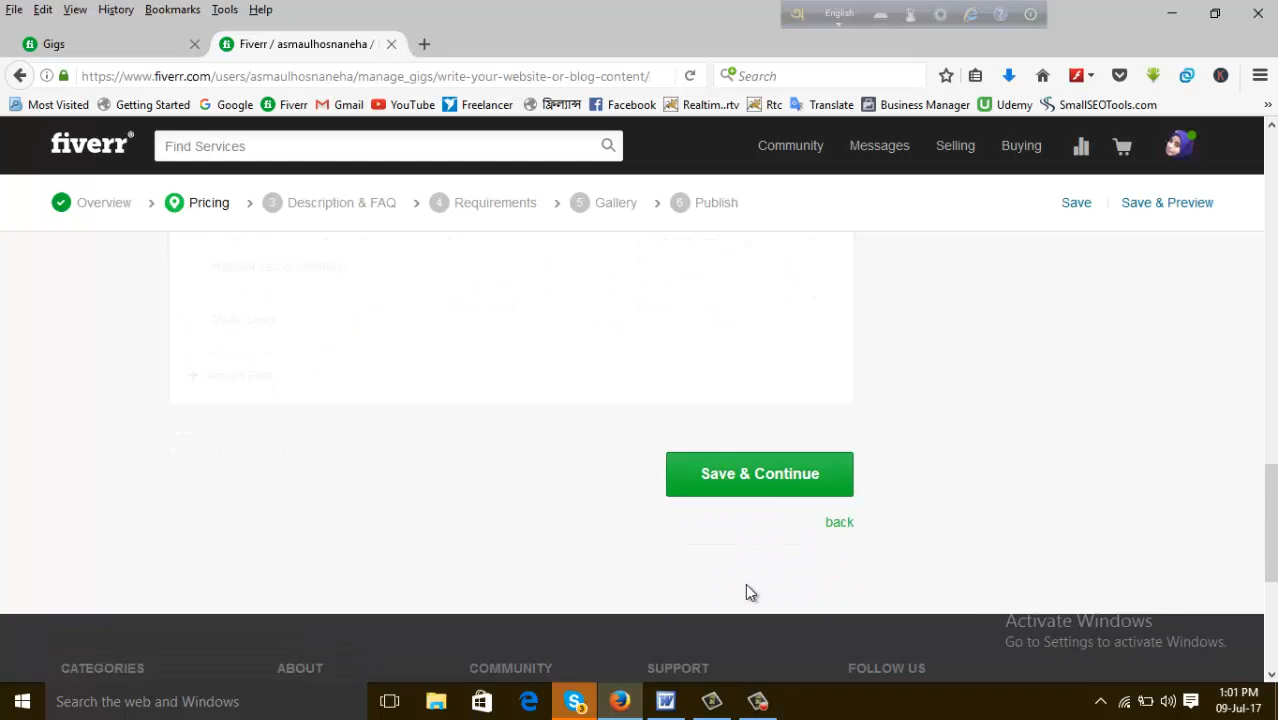 File Edit View History Bookmarks Tools Help
English
Gigs
Fiverr / asmaulhosnaneha /
https://www.fiverr.com/users/asmaulhosnaneha/manage_gigs/write-your-website-or-blog-content/
Search
Most Visited Getting Started Google Fiverr Gmail YouTube Freelancer ফ্রিল্যান্স Facebook Realtim..rtv Rtc Translate Business Manager Udemy SmallSEOTools.com
fiverr®
Find Services
Community Messages Selling Buying
Overview Pricing 3 Description & FAQ 4 Requirements 5 Gallery 6 Publish
Save Save & Preview
Save & Continue
back
Activate Windows
Go to Settings to activate Windows.
CATEGORIES ABOUT COMMUNITY SUPPORT FOLLOW US
Search the web and Windows
3
1:01 PM
09-Jul-17